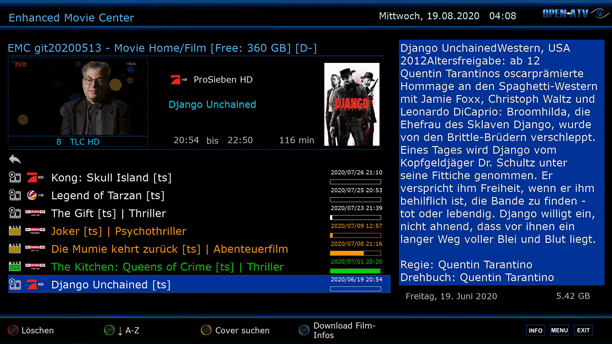 Enhanced Movie Center
Mittwoch, 19.08.2020 04:08
OPEN-ATV
EMC git20200513 - Movie Home/Film [Free: 360 GB] [D-]
8 TLC HD
ProSieben HD
Django Unchained
20:54 bis 22:50 116 min
DJANGO
Kong: Skull Island [ts] 2020/07/26 21:10
Legend of Tarzan [ts] 2020/07/25 20:53
The Gift [ts] | Thriller 2020/07/23 21:39
Joker [ts] | Psychothriller 2020/07/09 12:57
Die Mumie kehrt zurück [ts] | Abenteuerfilm 2020/07/08 21:16
The Kitchen: Queens of Crime [ts] | Thriller 2020/07/01 20:20
Django Unchained [ts] 2020/06/19 20:54
Django UnchainedWestern, USA
2012Altersfreigabe: ab 12
Quentin Tarantinos oscarprämierte
Hommage an den Spaghetti-Western
mit Jamie Foxx, Christoph Waltz und
Leonardo DiCaprio: Broomhilda, die
Ehefrau des Sklaven Django, wurde
von den Brittle-Brüdern verschleppt.
Eines Tages wird Django vom
Kopfgeldjäger Dr. Schultz unter
seine Fittiche genommen. Er
verspricht ihm Freiheit, wenn er ihm
behilflich ist, die Bande zu finden -
tot oder lebendig. Django willigt ein,
nicht ahnend, dass vor ihnen ein
langer Weg voller Blei und Blut liegt.
Regie: Quentin Tarantino
Drehbuch: Quentin Tarantino
Freitag, 19. Juni 2020 5.42 GB
Löschen
↓ A-Z
Cover suchen
Download Film-
Infos
INFO MENU EXIT